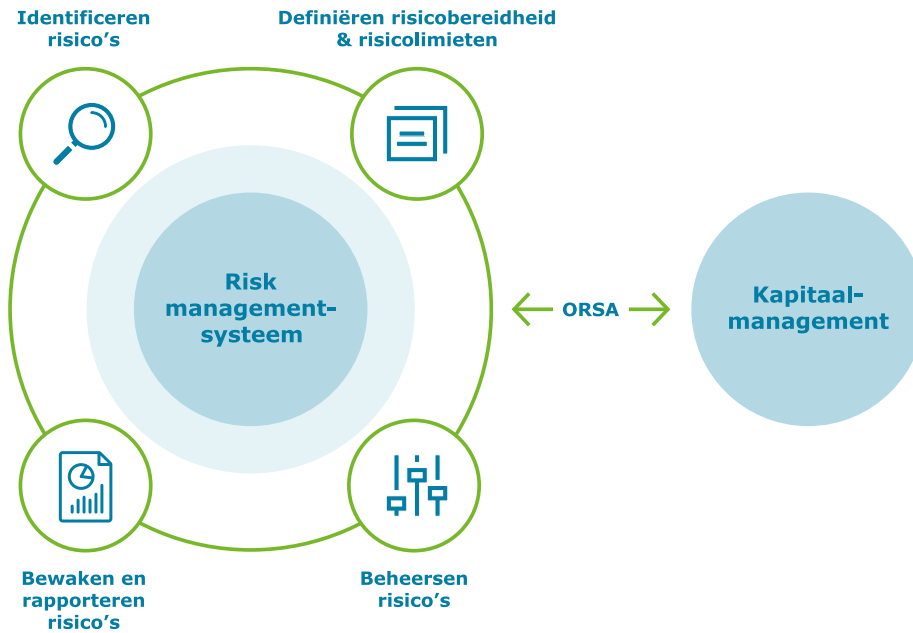 Identificeren
risico’s
Definiëren risicobereidheid
& risicolimieten
Risk
management-
systeem
ORSA
Kapitaal-
management
Bewaken en
rapporteren
risico’s
Beheersen
risico’s